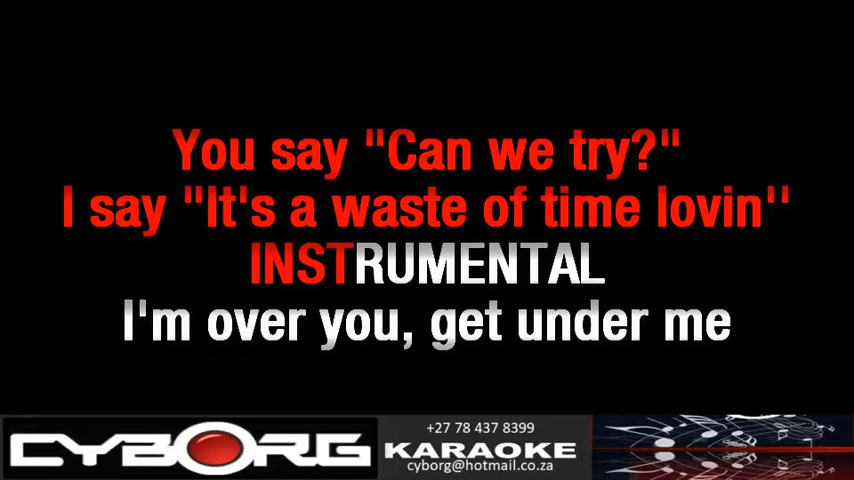 You say "Can we try?"
I say "It's a waste of time lovin''
INSTRUMENTAL
I'm over you, get under me
CYBORG
+27 78 437 8399
KARAOKE
cyborg@hotmail.co.za